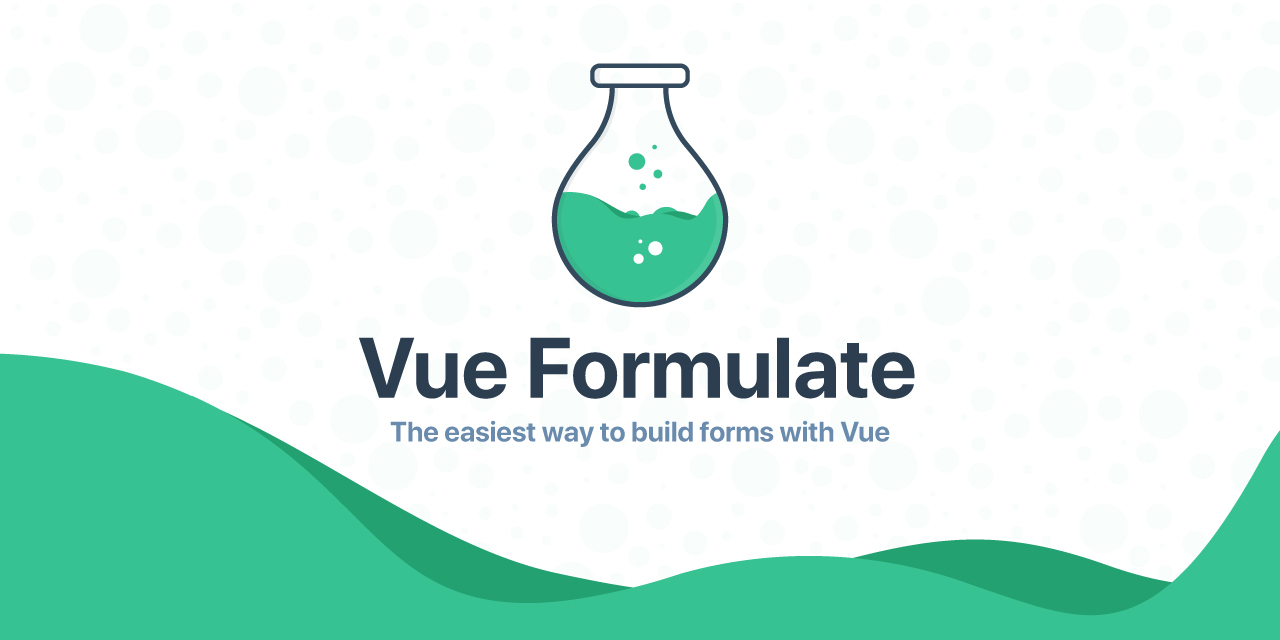 Vue Formulate
The easiest way to build forms with Vue